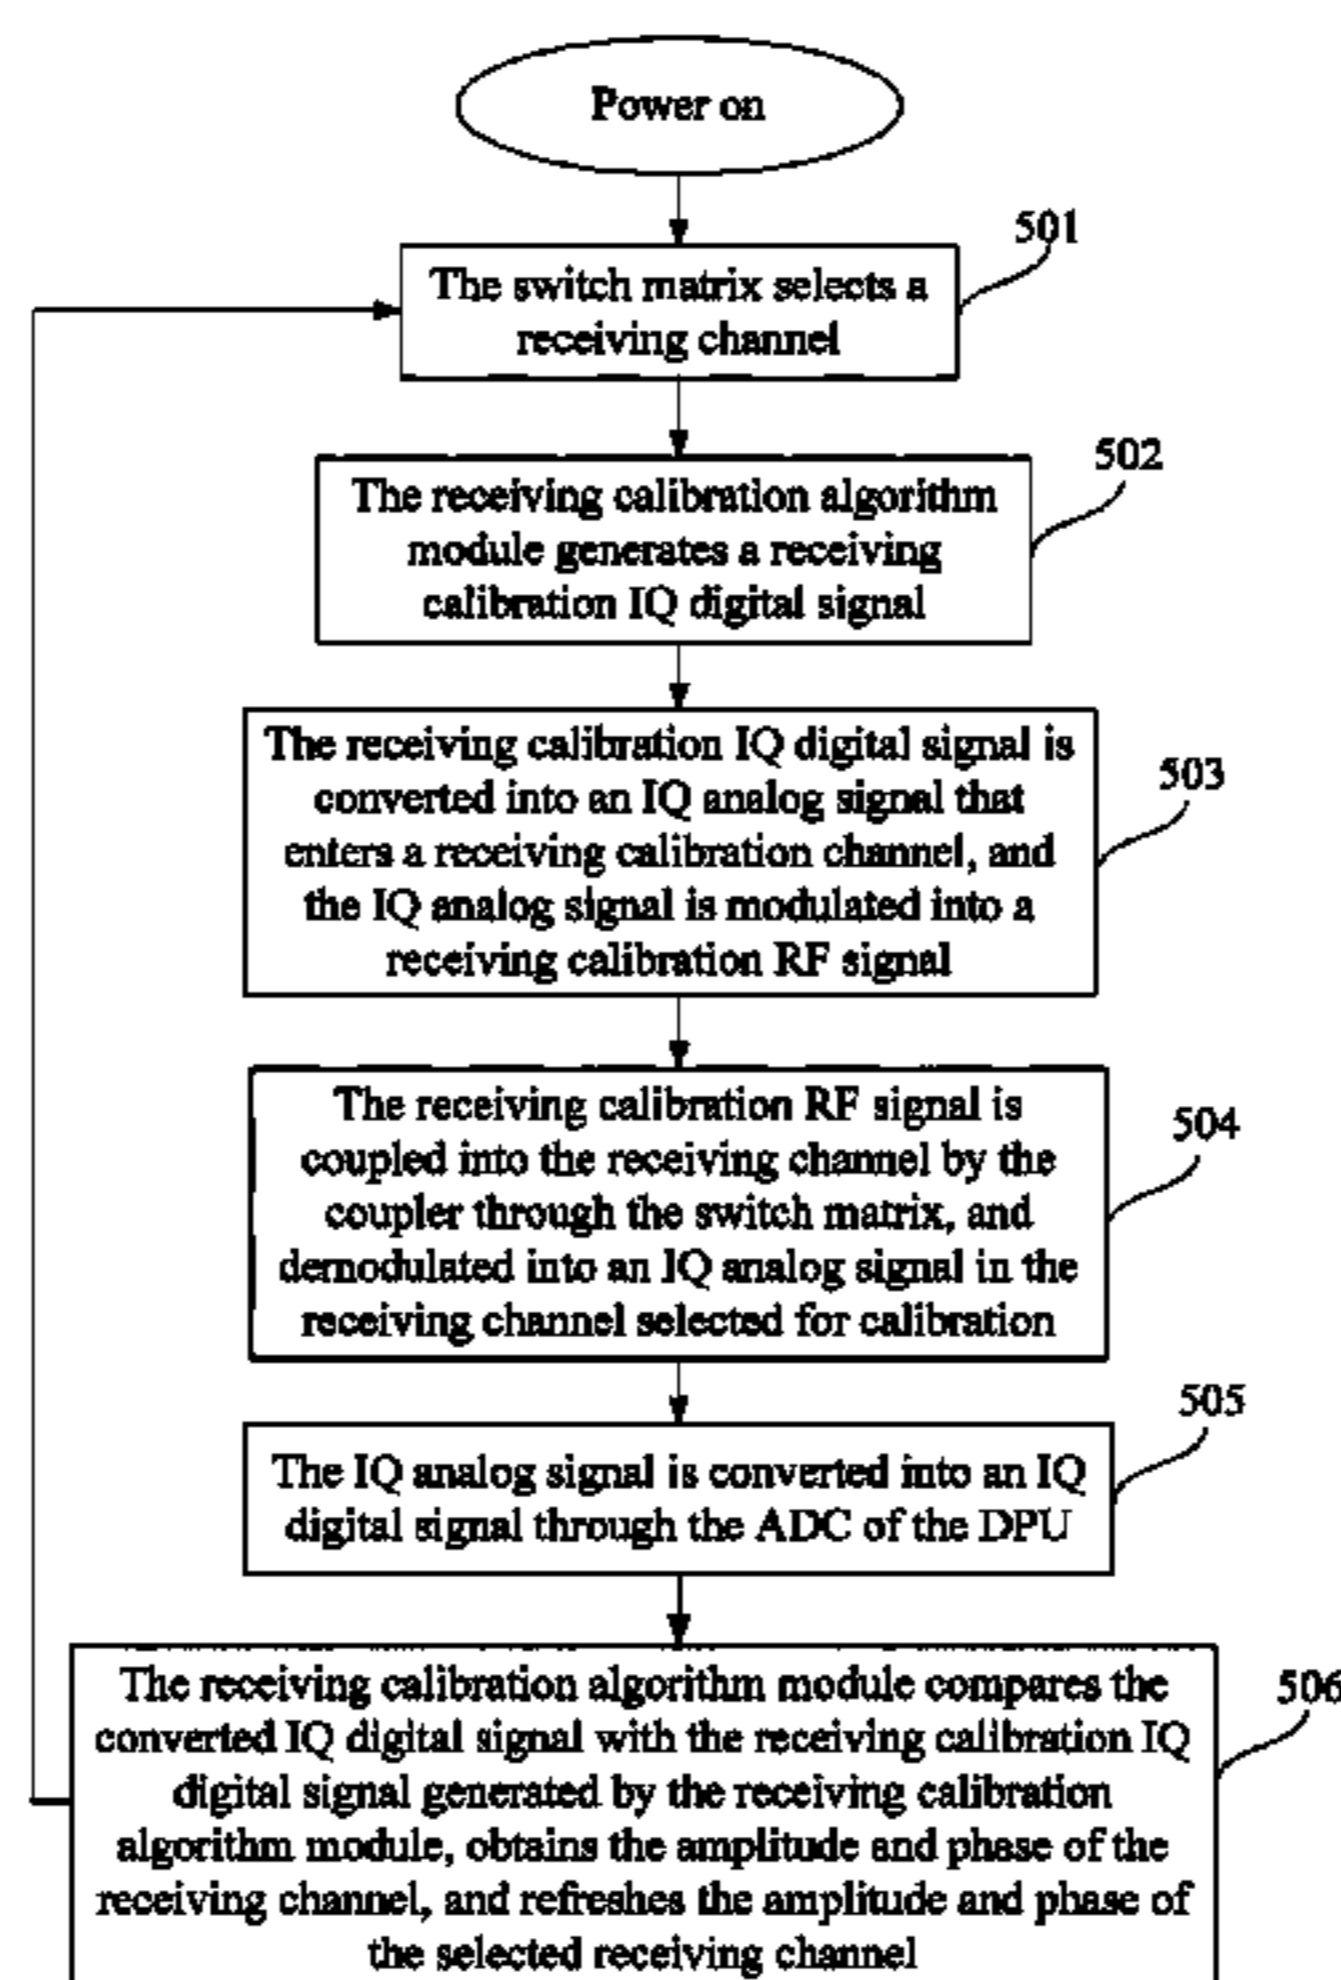 Power on
501
The switch matrix selects a
receiving channel
502
The receiving calibration algorithm
module generates a receiving
calibration IQ digital signal
503
The receiving calibration IQ digital signal is
converted into an IQ analog signal that
enters a receiving calibration channel, and
the IQ analog signal is modulated into a
receiving calibration RF signal
504
The receiving calibration RF signal is
coupled into the receiving channel by the
coupler through the switch matrix, and
demodulated into an IQ analog signal in the
receiving channel selected for calibration
505
The IQ analog signal is converted into an IQ
digital signal through the ADC of the DPU
506
The receiving calibration algorithm module compares the
converted IQ digital signal with the receiving calibration IQ
digital signal generated by the receiving calibration
algorithm module, obtains the amplitude and phase of the
receiving channel, and refreshes the amplitude and phase of
the selected receiving channel